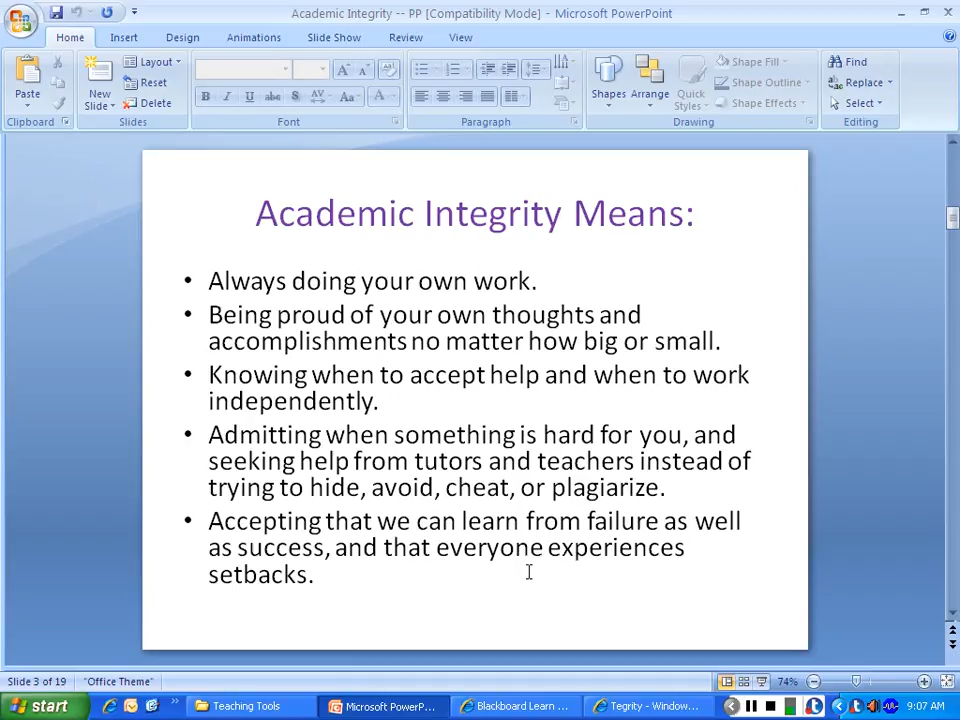 Academic Integrity -- PP [Compatibility Mode] - Microsoft PowerPoint
Home Insert Design Animations Slide Show Review View
Paste
New Slide
Layout
Reset
Delete
B I U abc S AV Aa A
Shapes Arrange Quick Styles
Shape Fill
Shape Outline
Shape Effects
Find
Replace
Select
Clipboard Slides Font Paragraph Drawing Editing
Academic Integrity Means:
• Always doing your own work.
• Being proud of your own thoughts and
accomplishments no matter how big or small.
• Knowing when to accept help and when to work
independently.
• Admitting when something is hard for you, and
seeking help from tutors and teachers instead of
trying to hide, avoid, cheat, or plagiarize.
• Accepting that we can learn from failure as well
as success, and that everyone experiences
setbacks.
Slide 3 of 19 "Office Theme" 74%
start Teaching Tools Microsoft PowerP... Blackboard Learn ... Tegrity - Window... 9:07 AM